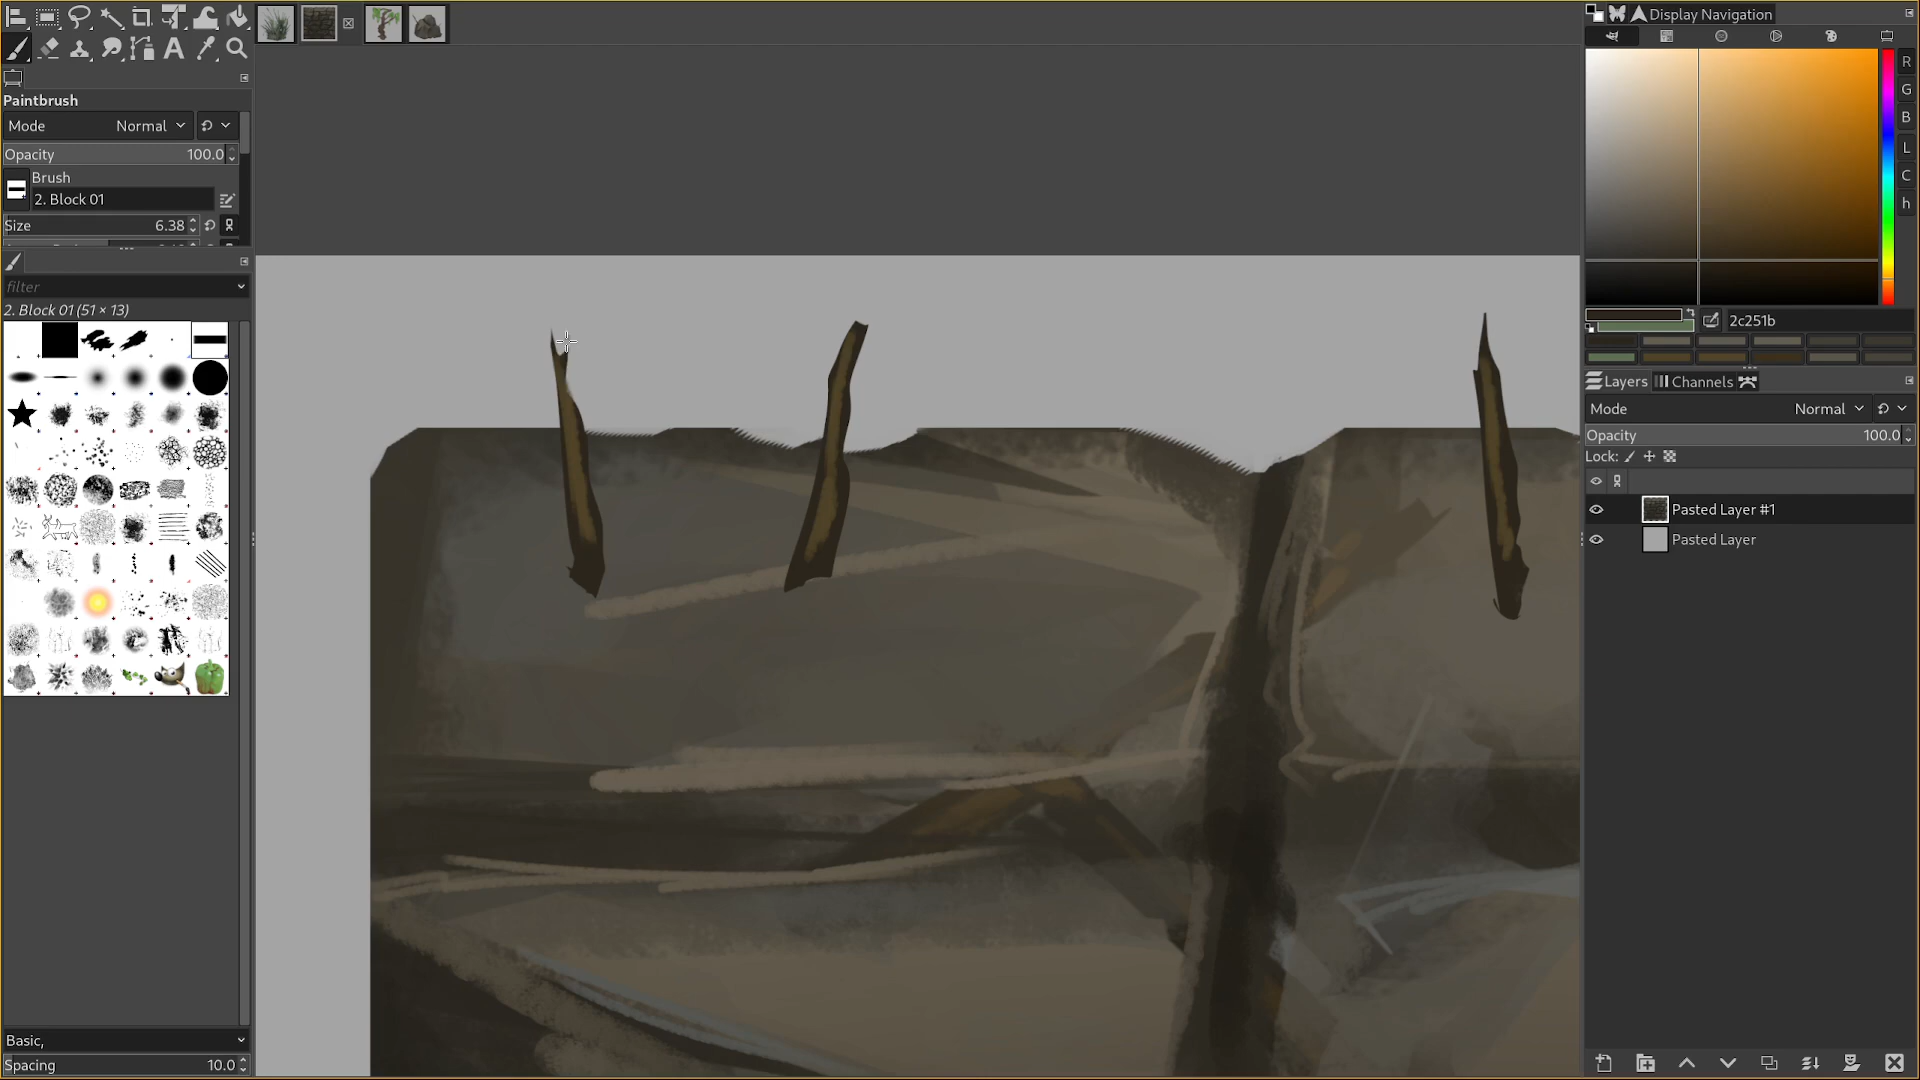 Paintbrush
Mode Normal
Opacity 100.0
Brush
2. Block 01
Size 6.38
filter
2. Block 01 (51 × 13)
Basic,
Spacing 10.0
Display Navigation
R
G
B
L
C
h
2c251b
Layers Channels
Mode Normal
Opacity 100.0
Lock:
Pasted Layer #1
Pasted Layer